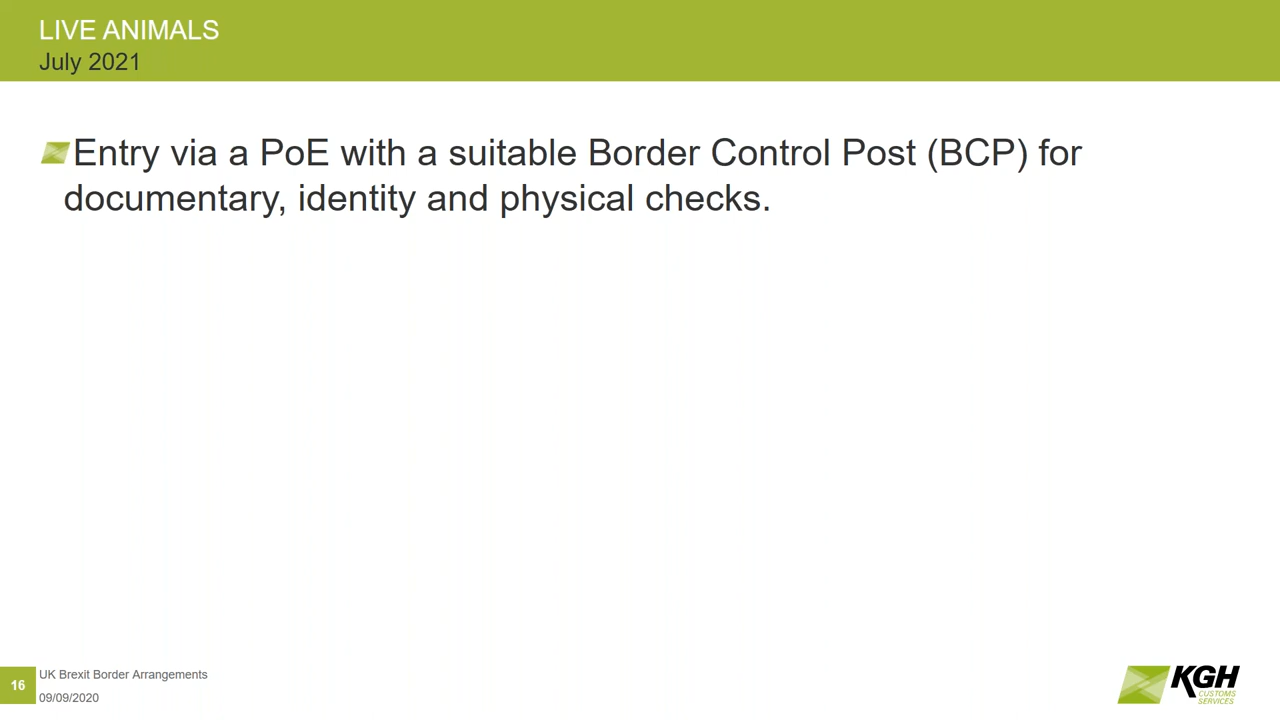 LIVE ANIMALS
July 2021
Entry via a PoE with a suitable Border Control Post (BCP) for
documentary, identity and physical checks.
16
UK Brexit Border Arrangements
09/09/2020
KGH
CUSTOMS
SERVICES